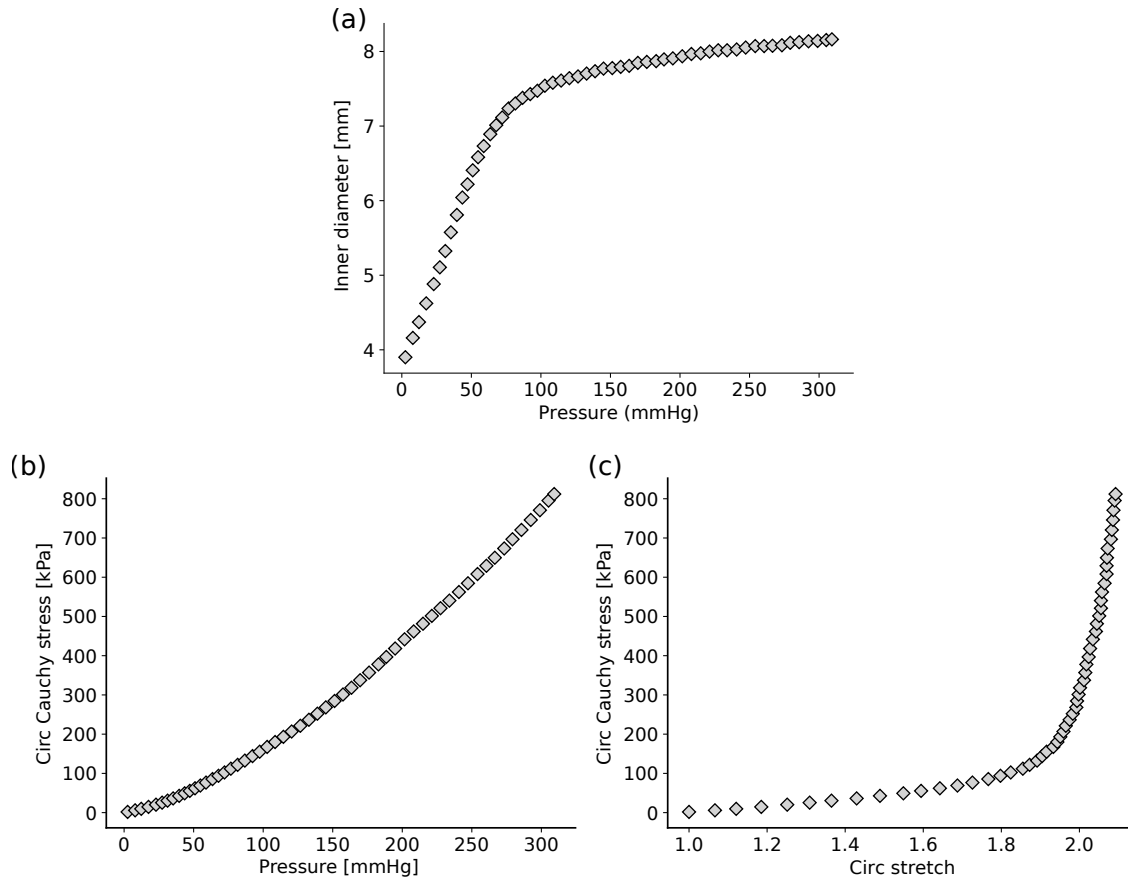 (a)
Inner diameter [mm]
8
7
6
5
4
0 50 100 150 200 250 300
Pressure (mmHg)
(b)
Circ Cauchy stress [kPa]
800
700
600
500
400
300
200
100
0
0 50 100 150 200 250 300
Pressure [mmHg]
(c)
Circ Cauchy stress [kPa]
800
700
600
500
400
300
200
100
0
1.0 1.2 1.4 1.6 1.8 2.0
Circ stretch